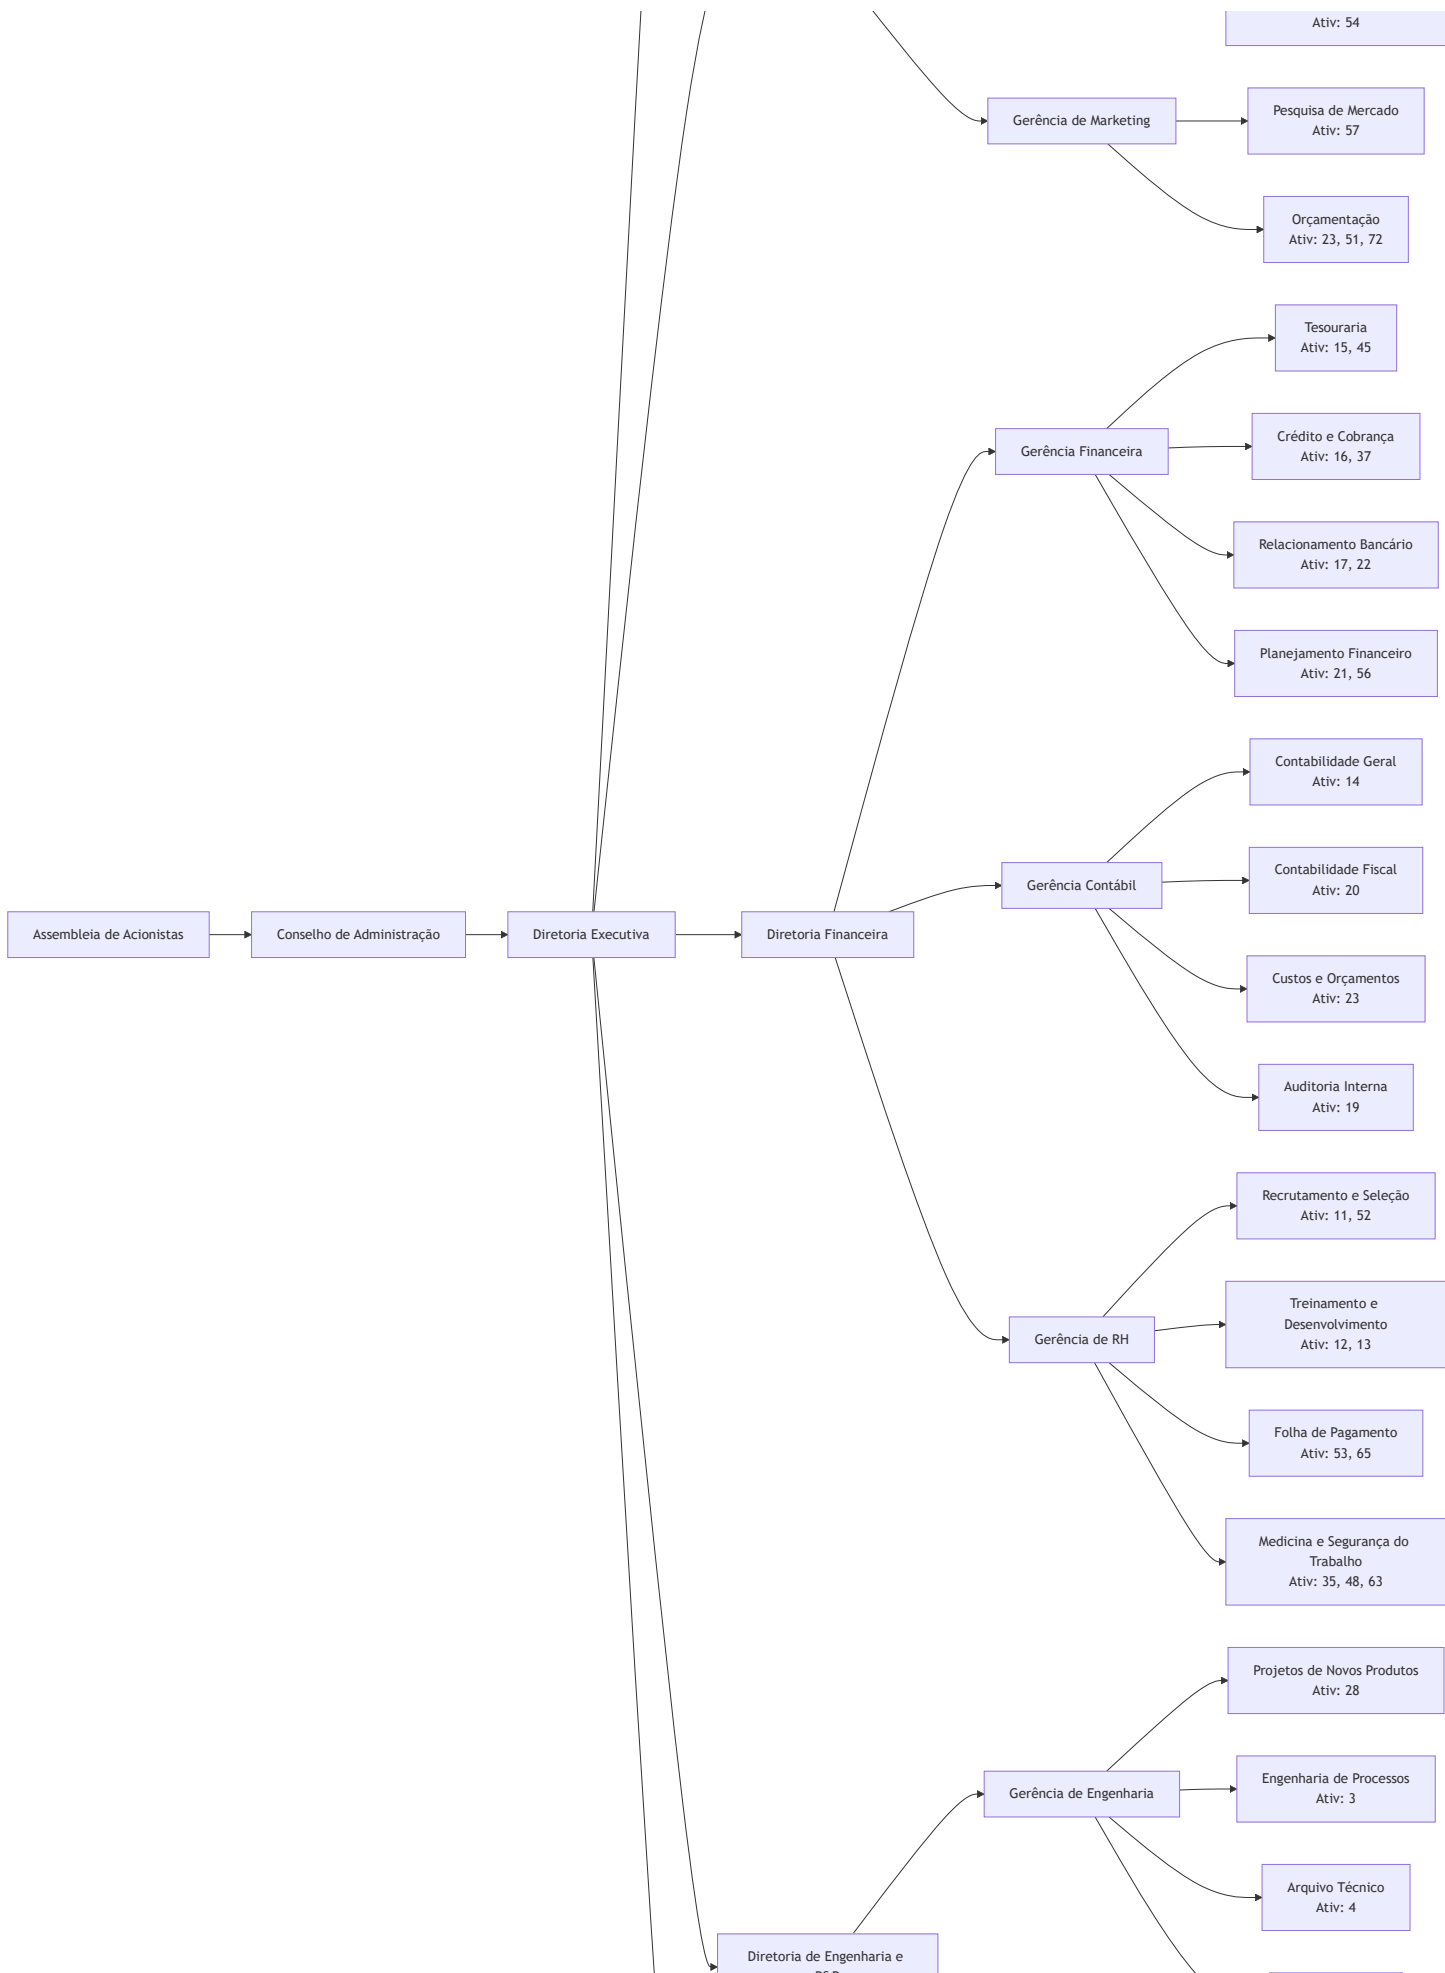 Ativ: 54
Gerência de Marketing
Pesquisa de Mercado
Ativ: 57
Orçamentação
Ativ: 23, 51, 72
Tesouraria
Ativ: 15, 45
Gerência Financeira
Crédito e Cobrança
Ativ: 16, 37
Relacionamento Bancário
Ativ: 17, 22
Planejamento Financeiro
Ativ: 21, 56
Contabilidade Geral
Ativ: 14
Gerência Contábil
Contabilidade Fiscal
Ativ: 20
Assembleia de Acionistas
Conselho de Administração
Diretoria Executiva
Diretoria Financeira
Custos e Orçamentos
Ativ: 23
Auditoria Interna
Ativ: 19
Recrutamento e Seleção
Ativ: 11, 52
Gerência de RH
Treinamento e
Desenvolvimento
Ativ: 12, 13
Folha de Pagamento
Ativ: 53, 65
Medicina e Segurança do
Trabalho
Ativ: 35, 48, 63
Projetos de Novos Produtos
Ativ: 28
Gerência de Engenharia
Engenharia de Processos
Ativ: 3
Arquivo Técnico
Ativ: 4
Diretoria de Engenharia e